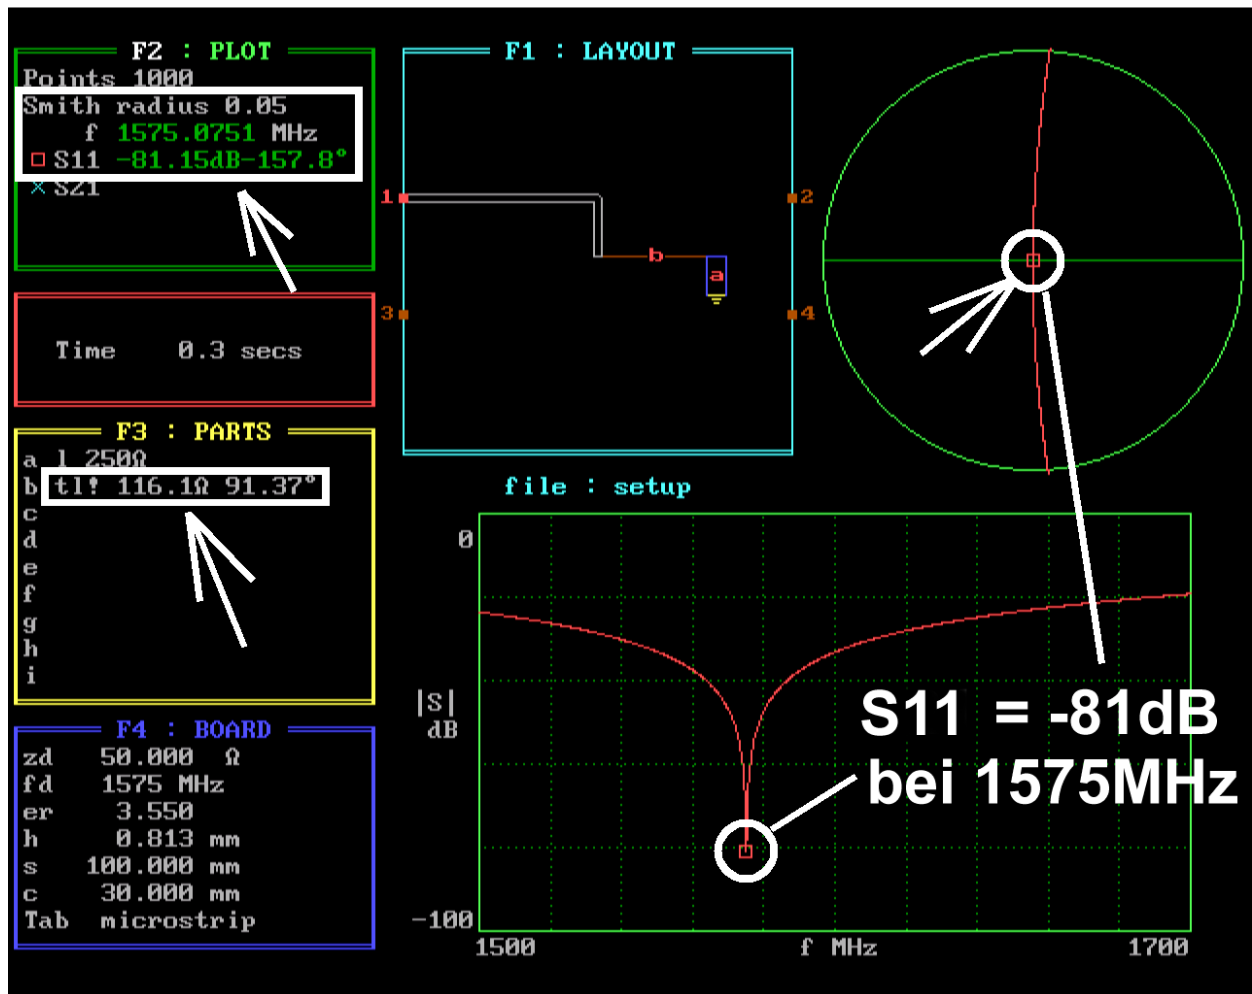 F2 : PLOT
Points 1000
Smith radius 0.05
f 1575.0751 MHz
S11 -81.15dB-157.8°
S21
Time 0.3 secs
F3 : PARTS
a l 250Ω
b tl! 116.1Ω 91.37°
c
d
e
f
g
h
i
F4 : BOARD
zd 50.000 Ω
fd 1575 MHz
er 3.550
h 0.813 mm
s 100.000 mm
c 30.000 mm
Tab microstrip
F1 : LAYOUT
1
2
b
a
3
4
file : setup
0
|S|
dB
-100
1500 f MHz 1700
S11 = -81dB
bei 1575MHz